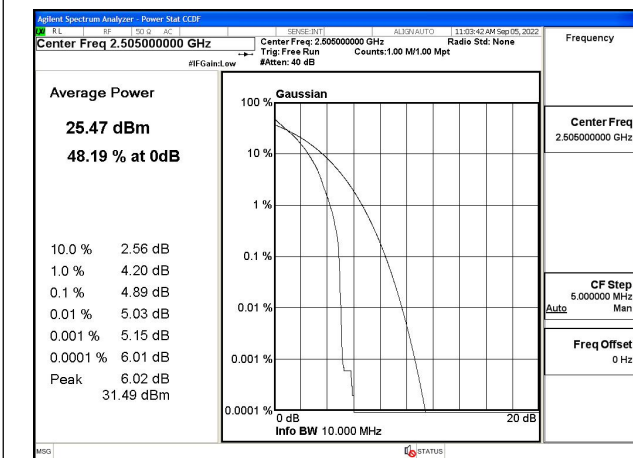 Agilent Spectrum Analyzer - Power Stat CCDF
LXI RL RF 50 Ω AC SENSE:INT ALIGN AUTO 11:03:42 AM Sep 05, 2022
Center Freq 2.505000000 GHz
Center Freq: 2.505000000 GHz Radio Std: None
Trig: Free Run Counts:1.00 M/1.00 Mpt
#IFGain:Low #Atten: 40 dB
Frequency
Average Power
25.47 dBm
48.19 % at 0dB
10.0 % 2.56 dB
1.0 % 4.20 dB
0.1 % 4.89 dB
0.01 % 5.03 dB
0.001 % 5.15 dB
0.0001 % 6.01 dB
Peak 6.02 dB
31.49 dBm
Gaussian
100 %
10 %
1 %
0.1 %
0.01 %
0.001 %
0.0001 %
0 dB 20 dB
Info BW 10.000 MHz
Center Freq
2.505000000 GHz
CF Step
5.000000 MHz
Auto Man
Freq Offset
0 Hz
MSG STATUS